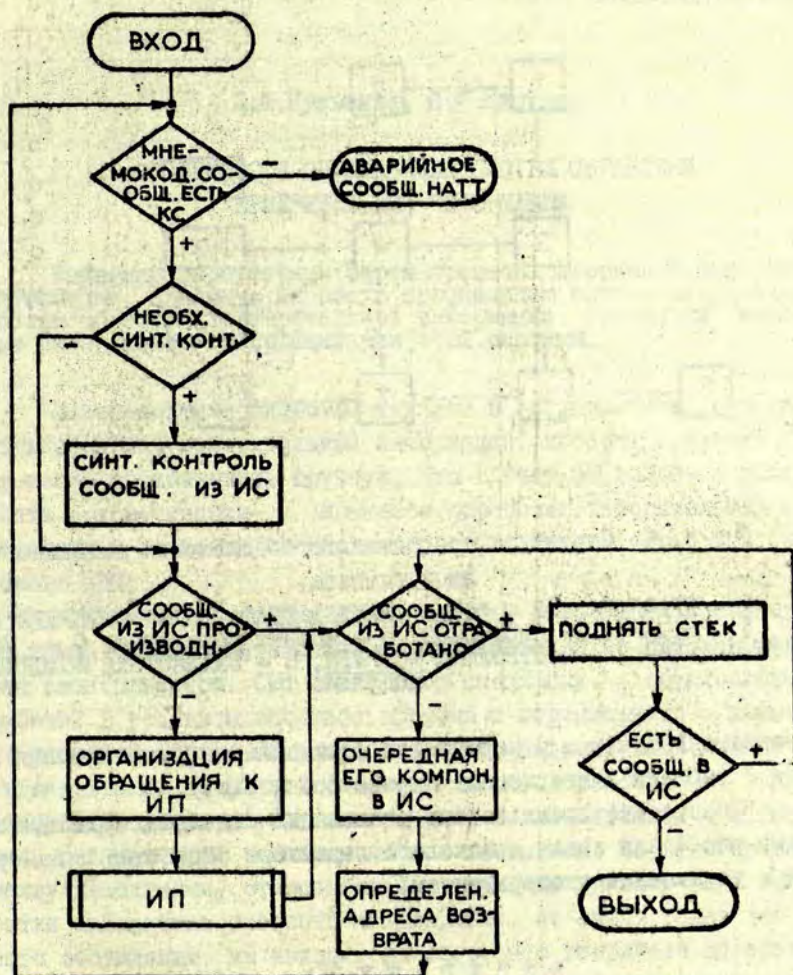 ВХОД
МНЕ-
МОКОД. СО-
ОБЩ. ЕСТЬ
КС
-
АВАРИЙНОЕ
СООБЩ. НА ТТ
+
НЕОБХ.
СИНТ. КОНТ.
-
+
СИНТ. КОНТРОЛЬ
СООБЩ. ИЗ ИС
СООБЩ.
ИЗ ИС ПРО-
ИЗВОДН.
+
-
СООБЩ.
ИЗ ИС ОТРА
БОТАНО
+
-
ПОДНЯТЬ СТЕК
ОРГАНИЗАЦИЯ
ОБРАЩЕНИЯ К
ИП
ОЧЕРЕДНАЯ
ЕГО КОМПОН.
В ИС
ЕСТЬ
СООБЩ. В
ИС
+
-
ИП
ОПРЕДЕЛЕН.
АДРЕСА ВОЗ-
ВРАТА
ВЫХОД